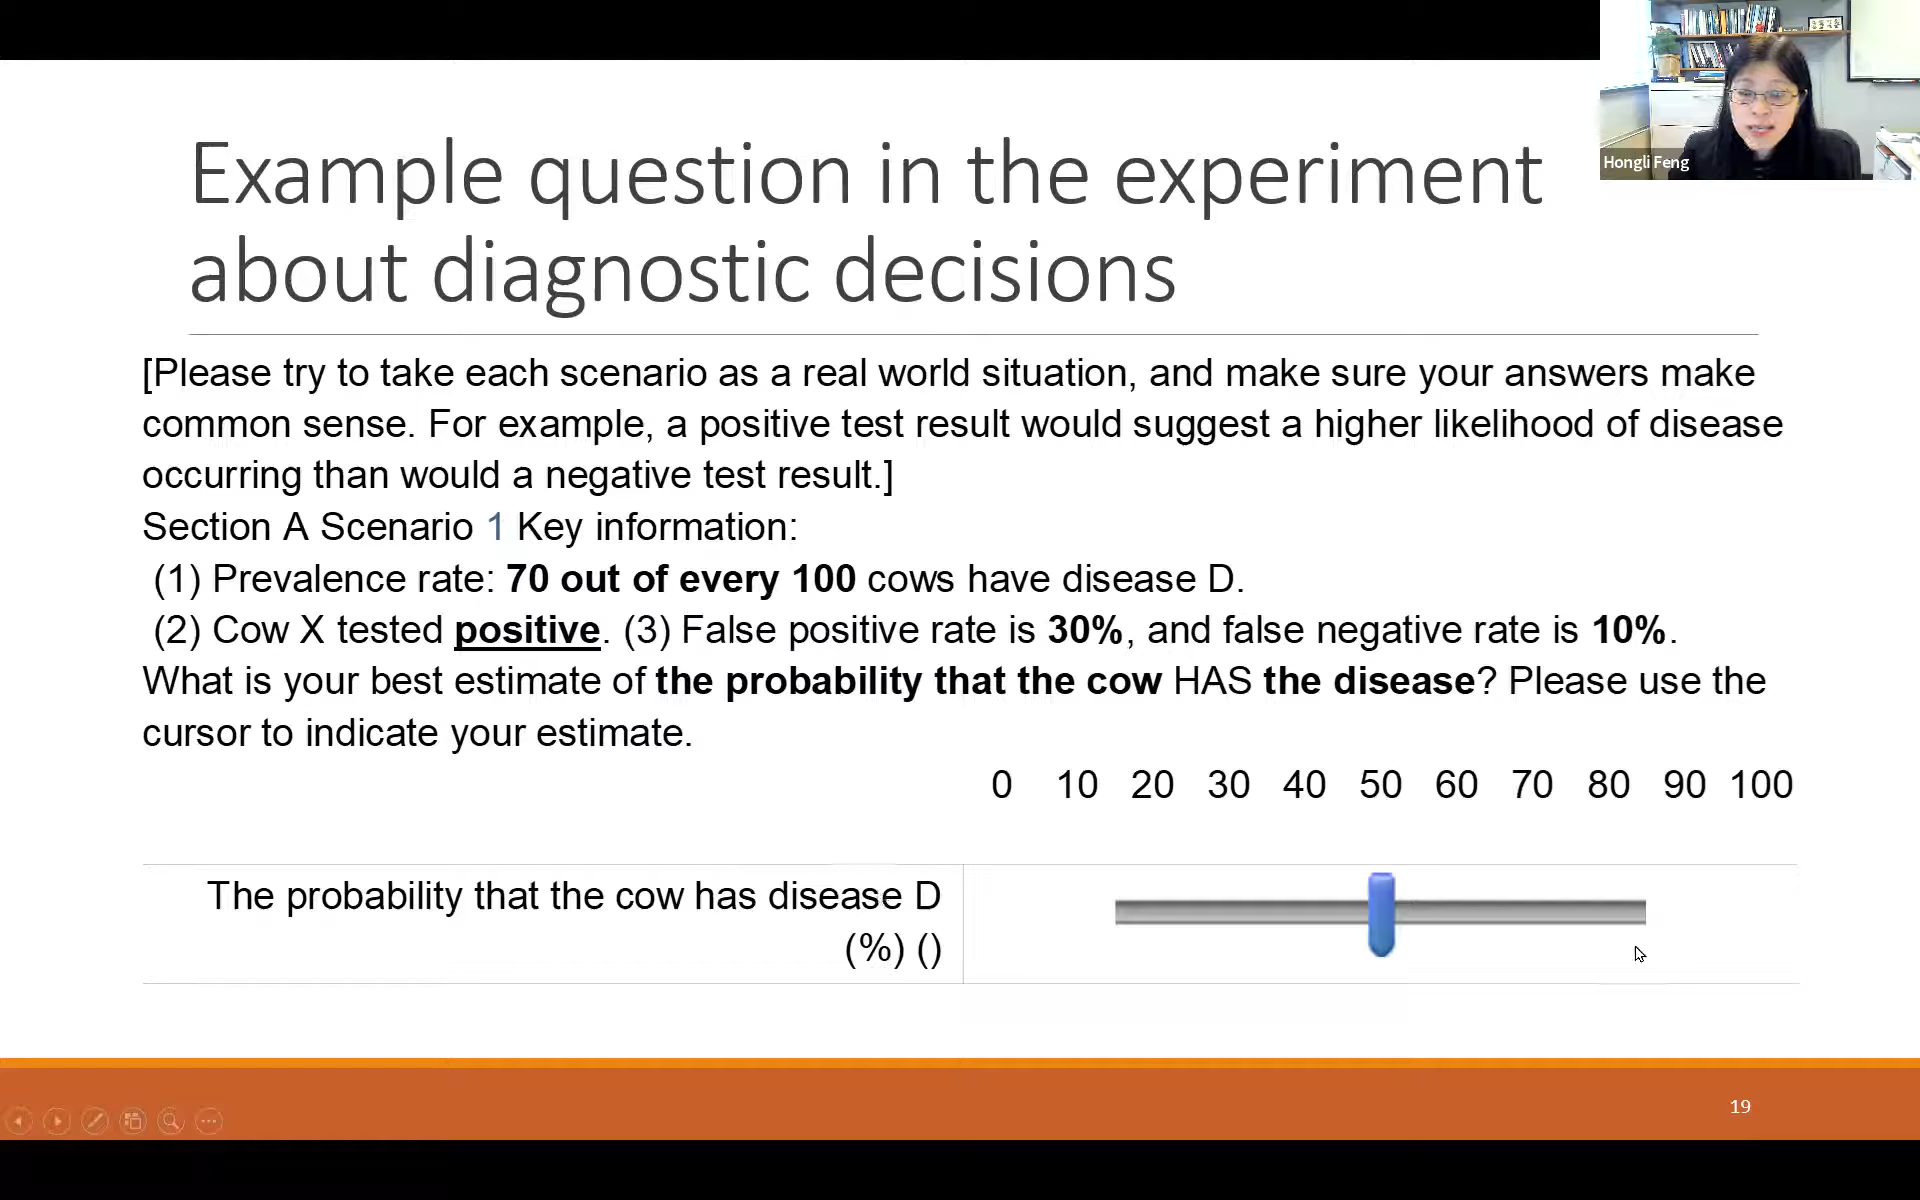 Hongli Feng
Example question in the experiment
about diagnostic decisions
[Please try to take each scenario as a real world situation, and make sure your answers make
common sense. For example, a positive test result would suggest a higher likelihood of disease
occurring than would a negative test result.]
Section A Scenario 1 Key information:
(1) Prevalence rate: 70 out of every 100 cows have disease D.
(2) Cow X tested positive. (3) False positive rate is 30%, and false negative rate is 10%.
What is your best estimate of the probability that the cow HAS the disease? Please use the
cursor to indicate your estimate.
0 10 20 30 40 50 60 70 80 90 100
The probability that the cow has disease D
(%) ()
19